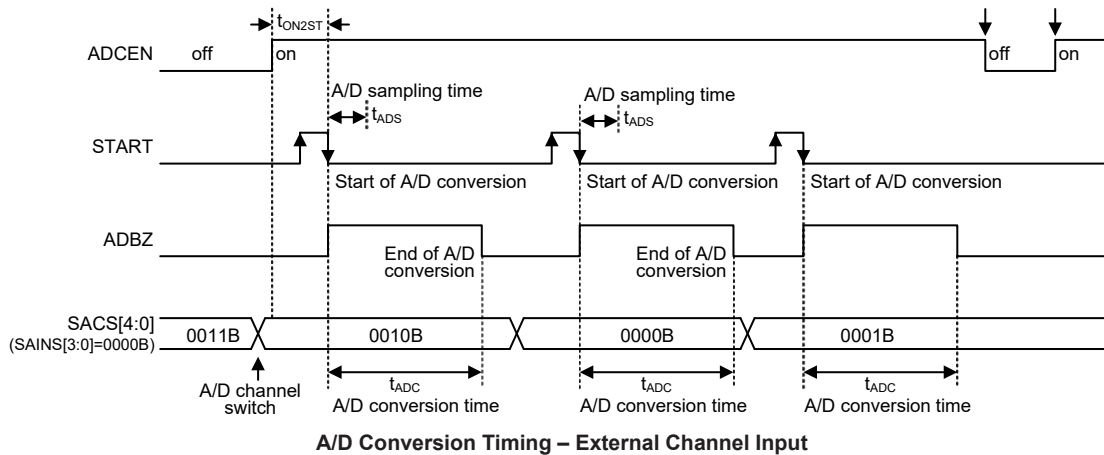 tON2ST
ADCEN off on off on
A/D sampling time A/D sampling time
tADS tADS
START
Start of A/D conversion Start of A/D conversion Start of A/D conversion
ADBZ
End of A/D conversion End of A/D conversion
SACS[4:0]
(SAINS[3:0]=0000B)
0011B 0010B 0000B 0001B
A/D channel switch
tADC tADC tADC
A/D conversion time A/D conversion time A/D conversion time
A/D Conversion Timing – External Channel Input